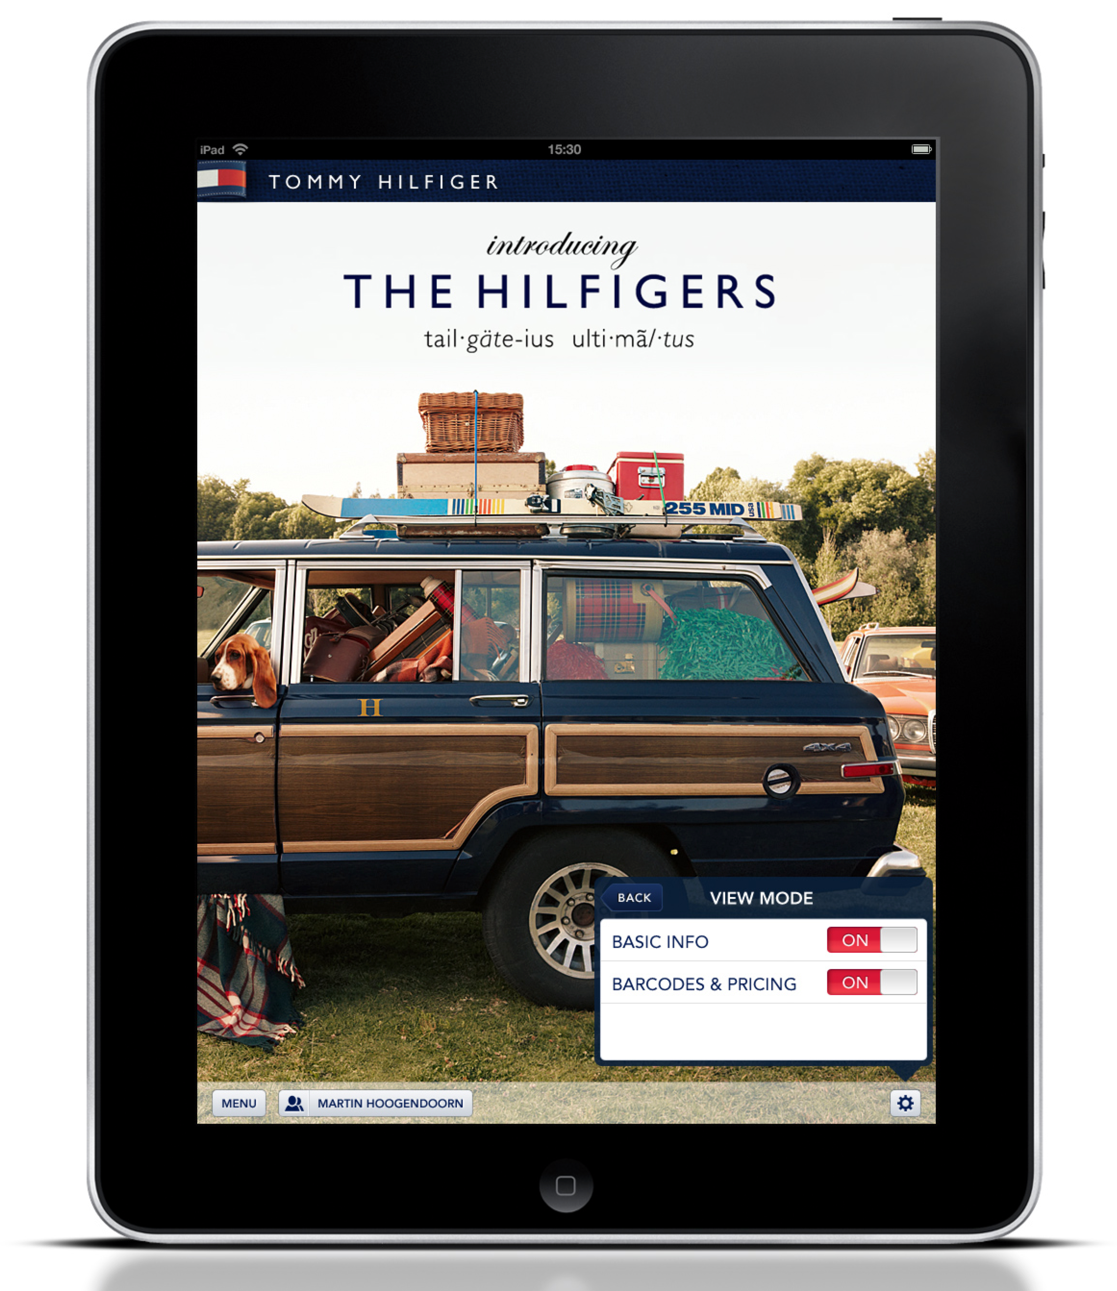 iPad 15:30
TOMMY HILFIGER
introducing
THE HILFIGERS
tail·gäte-ius ulti·mã/·tus
255 MID USA
H
4X4
BACK VIEW MODE
BASIC INFO ON
BARCODES & PRICING ON
MENU MARTIN HOOGENDOORN